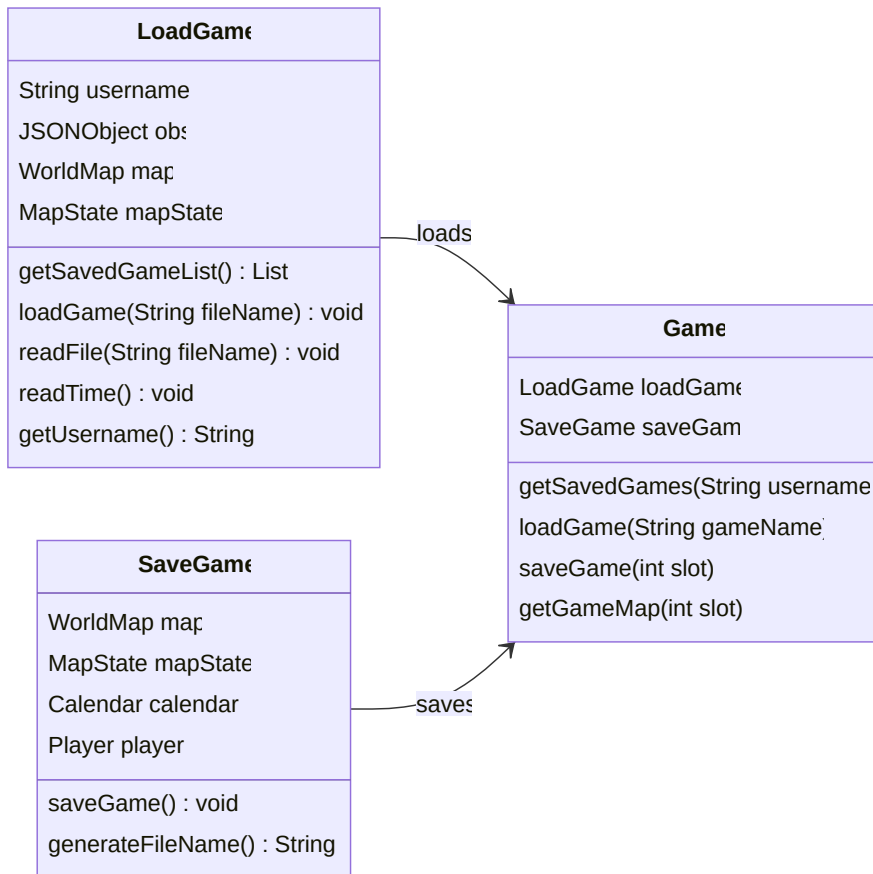 LoadGame
String username
JSONObject obs
WorldMap map
MapState mapState
getSavedGameList() : List
loadGame(String fileName) : void
readFile(String fileName) : void
readTime() : void
getUsername() : String
loads
Game
LoadGame loadGame
SaveGame saveGam
getSavedGames(String username
loadGame(String gameName)
saveGame(int slot)
getGameMap(int slot)
SaveGame
WorldMap map
MapState mapState
Calendar calendar
Player player
saveGame() : void
generateFileName() : String
saves